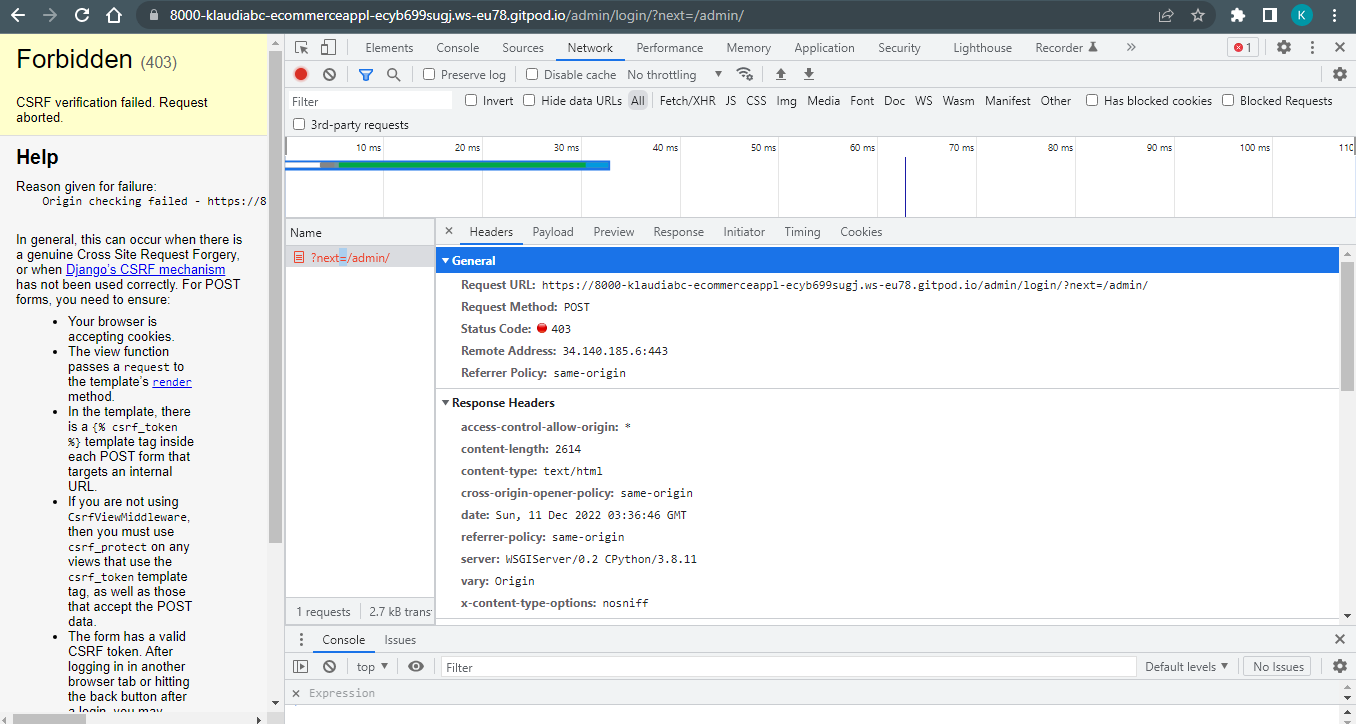 8000-klaudiabc-ecommerceappl-ecyb699sugj.ws-eu78.gitpod.io/admin/login/?next=/admin/
K
Forbidden (403)
CSRF verification failed. Request
aborted.
Help
Reason given for failure:
Origin checking failed - https://8
In general, this can occur when there is
a genuine Cross Site Request Forgery,
or when Django's CSRF mechanism
has not been used correctly. For POST
forms, you need to ensure:
• Your browser is
accepting cookies.
• The view function
passes a request to
the template's render
method.
• In the template, there
is a {% csrf_token
%} template tag inside
each POST form that
targets an internal
URL.
• If you are not using
CsrfViewMiddleware,
then you must use
csrf_protect on any
views that use the
csrf_token template
tag, as well as those
that accept the POST
data.
• The form has a valid
CSRF token. After
logging in in another
browser tab or hitting
the back button after
a login, you may
Elements Console Sources Network Performance Memory Application Security Lighthouse Recorder 1
Preserve log Disable cache No throttling
Filter Invert Hide data URLs All Fetch/XHR JS CSS Img Media Font Doc WS Wasm Manifest Other Has blocked cookies Blocked Requests
3rd-party requests
10 ms 20 ms 30 ms 40 ms 50 ms 60 ms 70 ms 80 ms 90 ms 100 ms 110
Name
?next=/admin/
1 requests 2.7 kB trans
Headers Payload Preview Response Initiator Timing Cookies
General
Request URL: https://8000-klaudiabc-ecommerceappl-ecyb699sugj.ws-eu78.gitpod.io/admin/login/?next=/admin/
Request Method: POST
Status Code: 403
Remote Address: 34.140.185.6:443
Referrer Policy: same-origin
Response Headers
access-control-allow-origin: *
content-length: 2614
content-type: text/html
cross-origin-opener-policy: same-origin
date: Sun, 11 Dec 2022 03:36:46 GMT
referrer-policy: same-origin
server: WSGIServer/0.2 CPython/3.8.11
vary: Origin
x-content-type-options: nosniff
Console Issues
top Filter Default levels No Issues
Expression